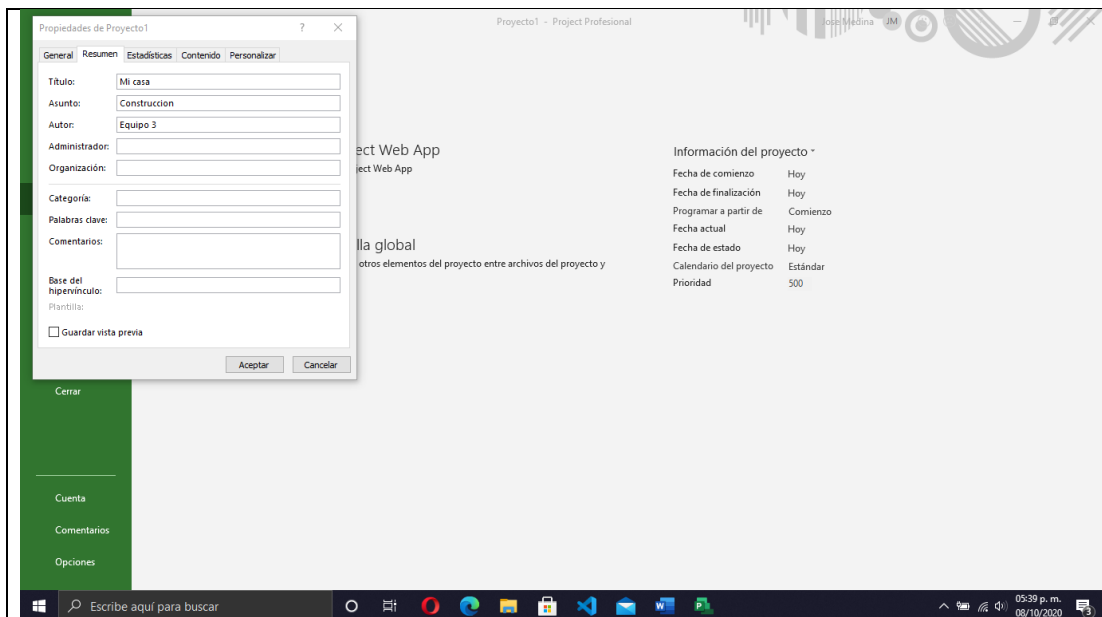 Proyecto1 - Project Profesional
Jose Medina JM
Propiedades de Proyecto1 ?
General Resumen Estadísticas Contenido Personalizar
Título: Mi casa
Asunto: Construccion
Autor: Equipo 3
Administrador:
Organización:
Categoría:
Palabras clave:
Comentarios:
Base del
hipervínculo:
Plantilla:
Guardar vista previa
Aceptar Cancelar
ect Web App
ject Web App
lla global
otros elementos del proyecto entre archivos del proyecto y
Información del proyecto
Fecha de comienzo Hoy
Fecha de finalización Hoy
Programar a partir de Comienzo
Fecha actual Hoy
Fecha de estado Hoy
Calendario del proyecto Estándar
Prioridad 500
Cerrar
Cuenta
Comentarios
Opciones
Escribe aquí para buscar
05:39 p. m.
08/10/2020
3